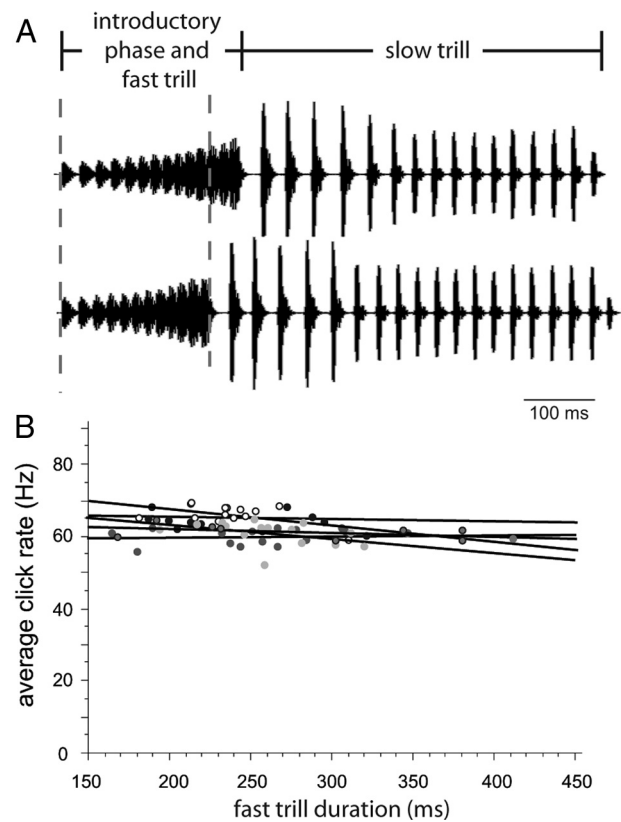 A
introductory
phase and
fast trill
slow trill
100 ms
B
average click rate (Hz)
80
60
40
20
0
150 200 250 300 350 400 450
fast trill duration (ms)